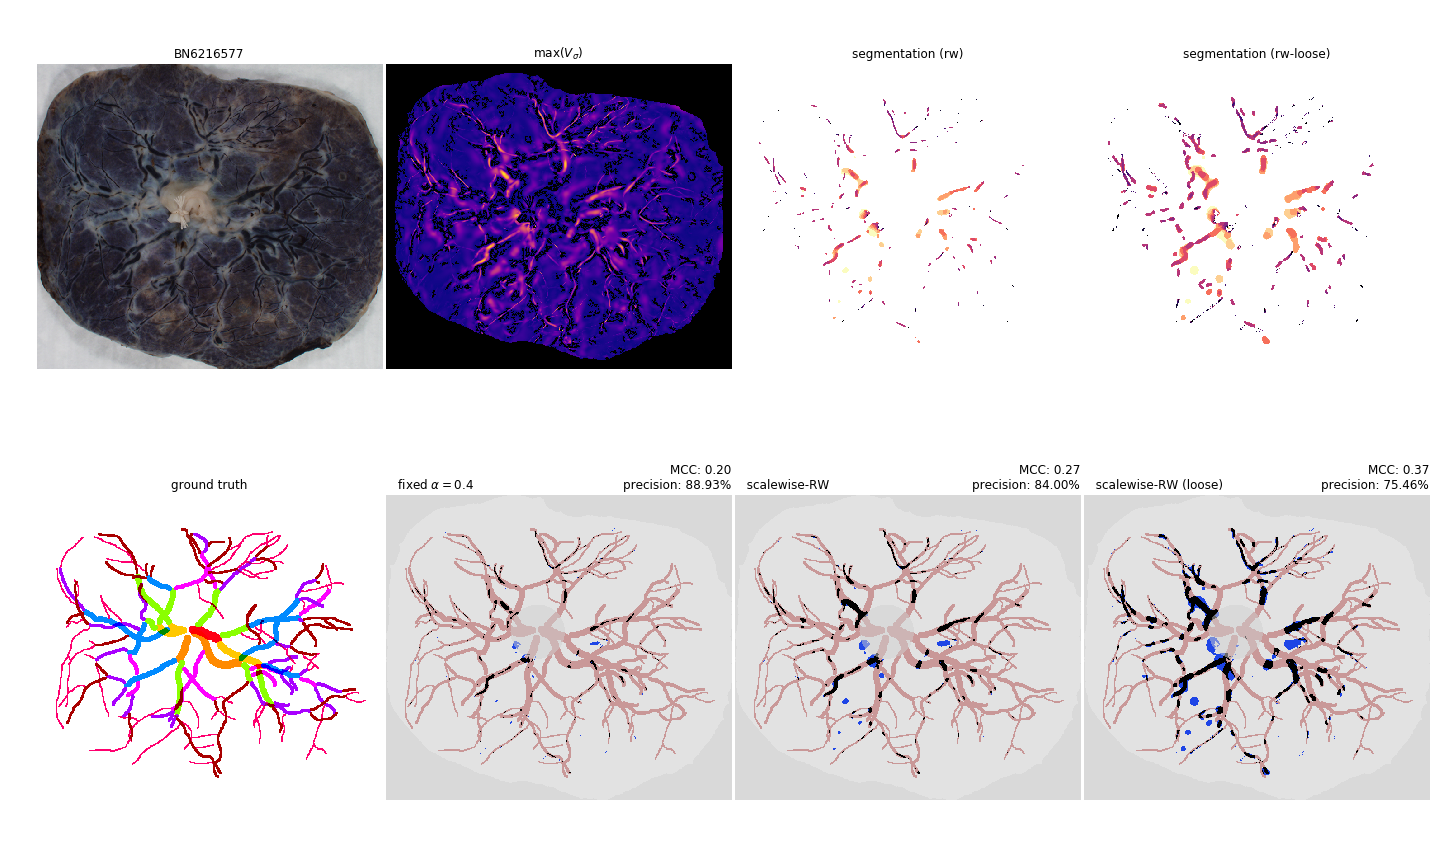 BN6216577
max(V_σ)
segmentation (rw)
segmentation (rw-loose)
ground truth
fixed α = 0.4
MCC: 0.20
precision: 88.93%
scalewise-RW
MCC: 0.27
precision: 84.00%
scalewise-RW (loose)
MCC: 0.37
precision: 75.46%